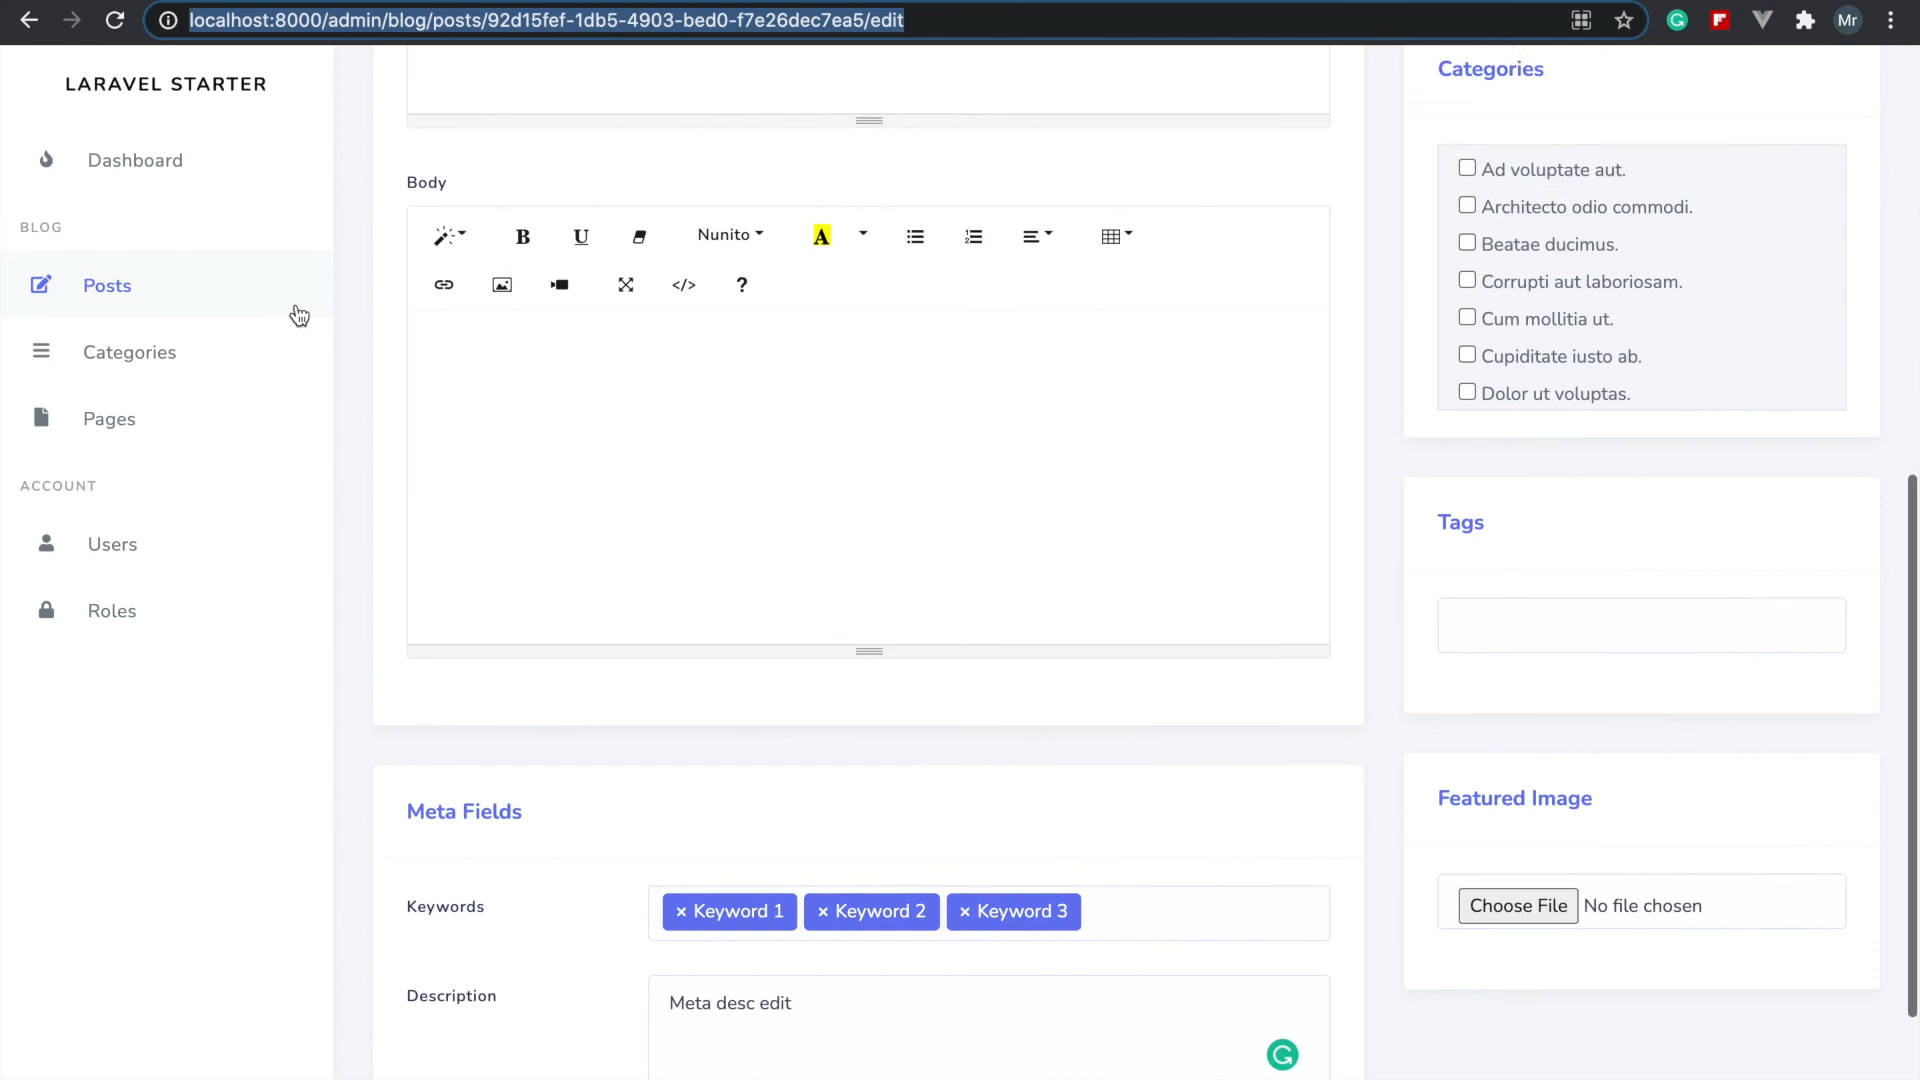 localhost:8000/admin/blog/posts/92d15fef-1db5-4903-bed0-f7e26dec7ea5/edit
Mr
LARAVEL STARTER
Dashboard
BLOG
Posts
Categories
Pages
ACCOUNT
Users
Roles
Body
B U Nunito A
</> ?
Meta Fields
Keywords
× Keyword 1 × Keyword 2 × Keyword 3
Description
Meta desc edit
Categories
Ad voluptate aut.
Architecto odio commodi.
Beatae ducimus.
Corrupti aut laboriosam.
Cum mollitia ut.
Cupiditate iusto ab.
Dolor ut voluptas.
Tags
Featured Image
Choose File No file chosen